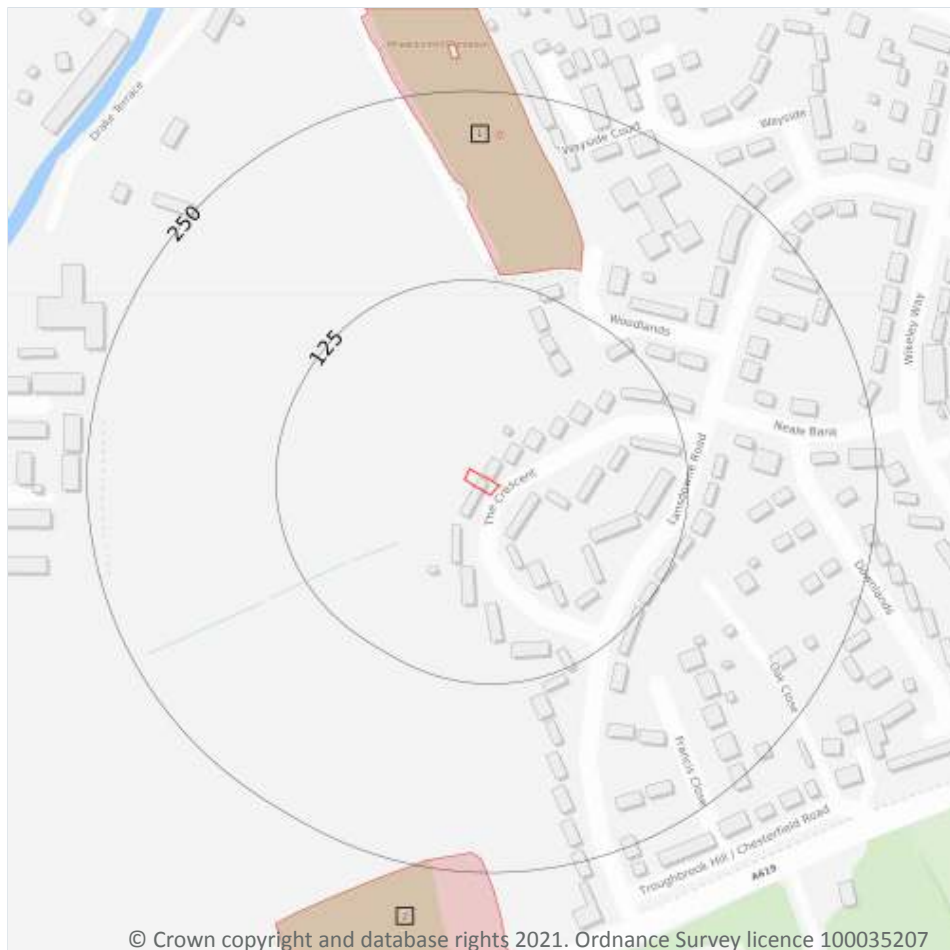 Drake Terrace
1
Wayside Court
Wayside
250
Woodlands
125
Wikeley Way
Neale Bank
The Crescent
Lansdowne Road
Downlands
Oak Close
Francis Close
Troughbrook Hill / Chesterfield Road
A619
2
© Crown copyright and database rights 2021. Ordnance Survey licence 100035207